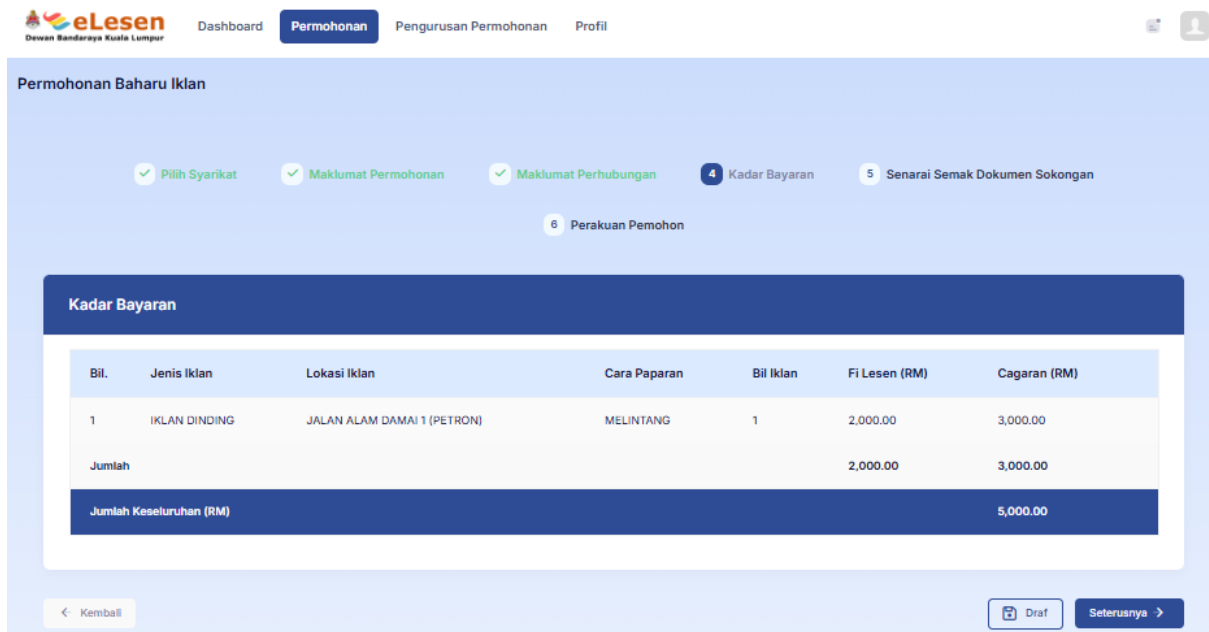 eLesen
Dewan Bandaraya Kuala Lumpur
Dashboard Permohonan Pengurusan Permohonan Profil
Permohonan Baharu Iklan
Pilih Syarikat Maklumat Permohonan Maklumat Perhubungan 4 Kadar Bayaran 5 Senarai Semak Dokumen Sokongan
6 Perakuan Pemohon
Kadar Bayaran
Bil. Jenis Iklan Lokasi Iklan Cara Paparan Bil Iklan Fi Lesen (RM) Cagaran (RM)
1 IKLAN DINDING JALAN ALAM DAMAI 1 (PETRON) MELINTANG 1 2,000.00 3,000.00
Jumlah 2,000.00 3,000.00
Jumlah Keseluruhan (RM) 5,000.00
Kembali Draf Seterusnya